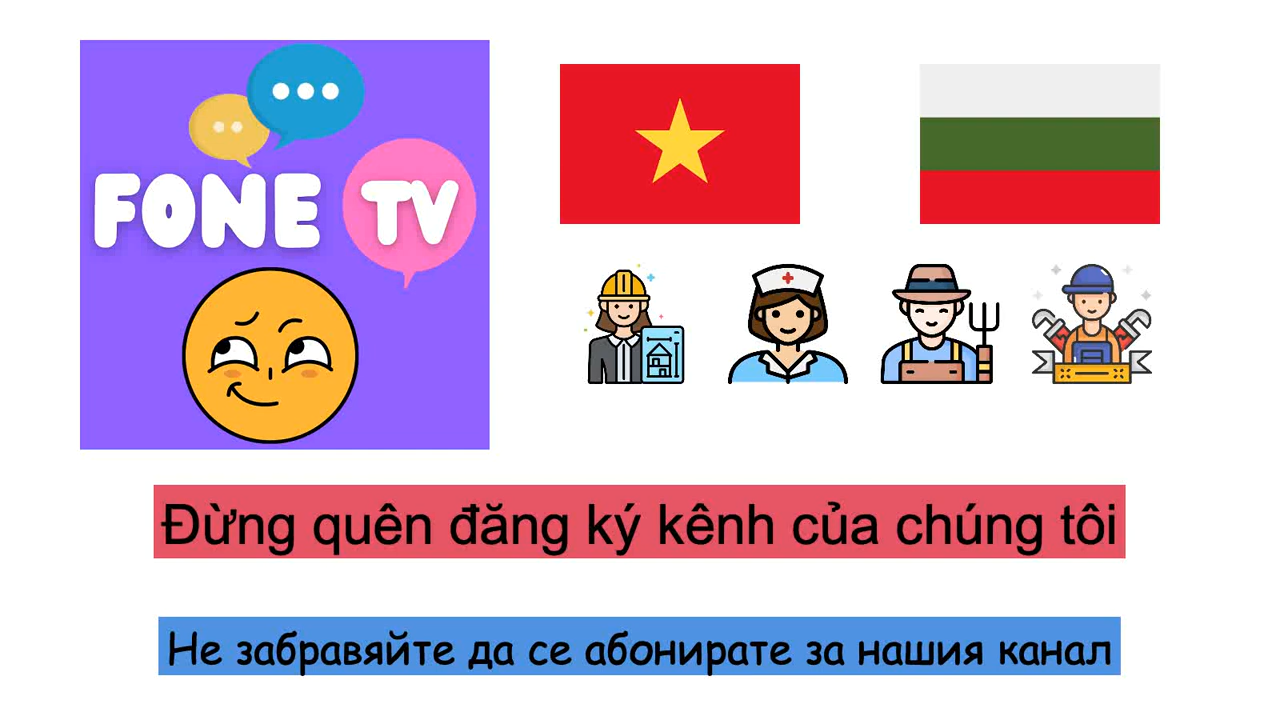 FONE TV
Đừng quên đăng ký kênh của chúng tôi
Не забравяйте да се абонирате за нашия канал